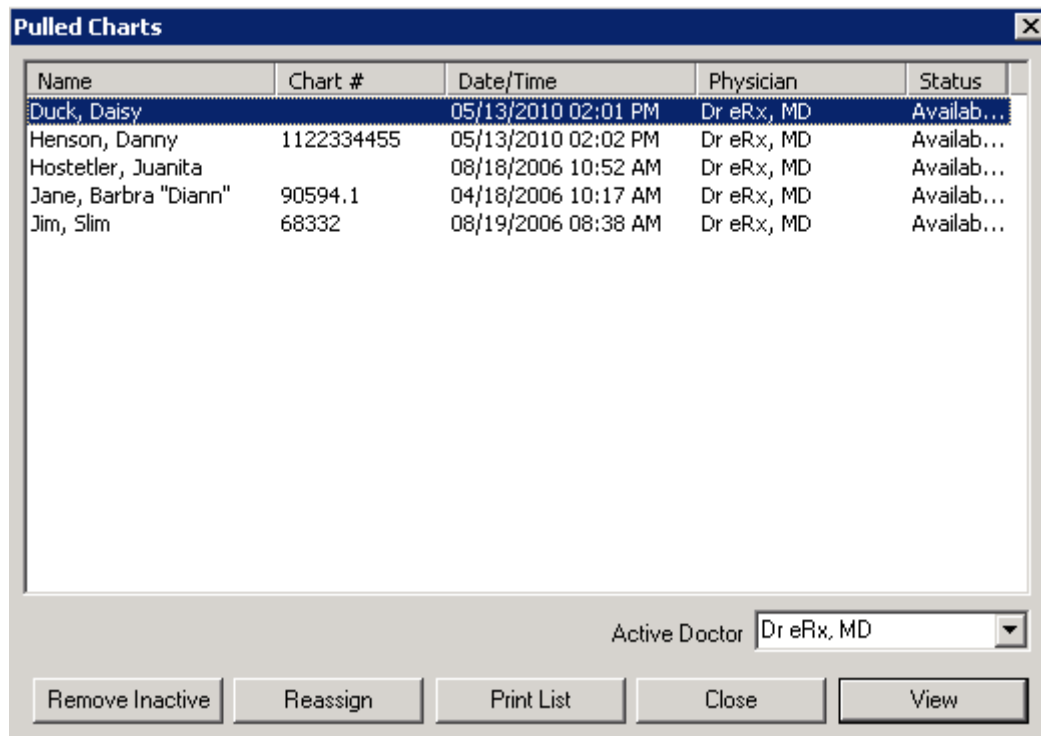 Pulled Charts
Name Chart # Date/Time Physician Status
Duck, Daisy 05/13/2010 02:01 PM Dr eRx, MD Availab...
Henson, Danny 1122334455 05/13/2010 02:02 PM Dr eRx, MD Availab...
Hostetler, Juanita 08/18/2006 10:52 AM Dr eRx, MD Availab...
Jane, Barbra "Diann" 90594.1 04/18/2006 10:17 AM Dr eRx, MD Availab...
Jim, Slim 68332 08/19/2006 08:38 AM Dr eRx, MD Availab...
Active Doctor Dr eRx, MD
Remove Inactive Reassign Print List Close View